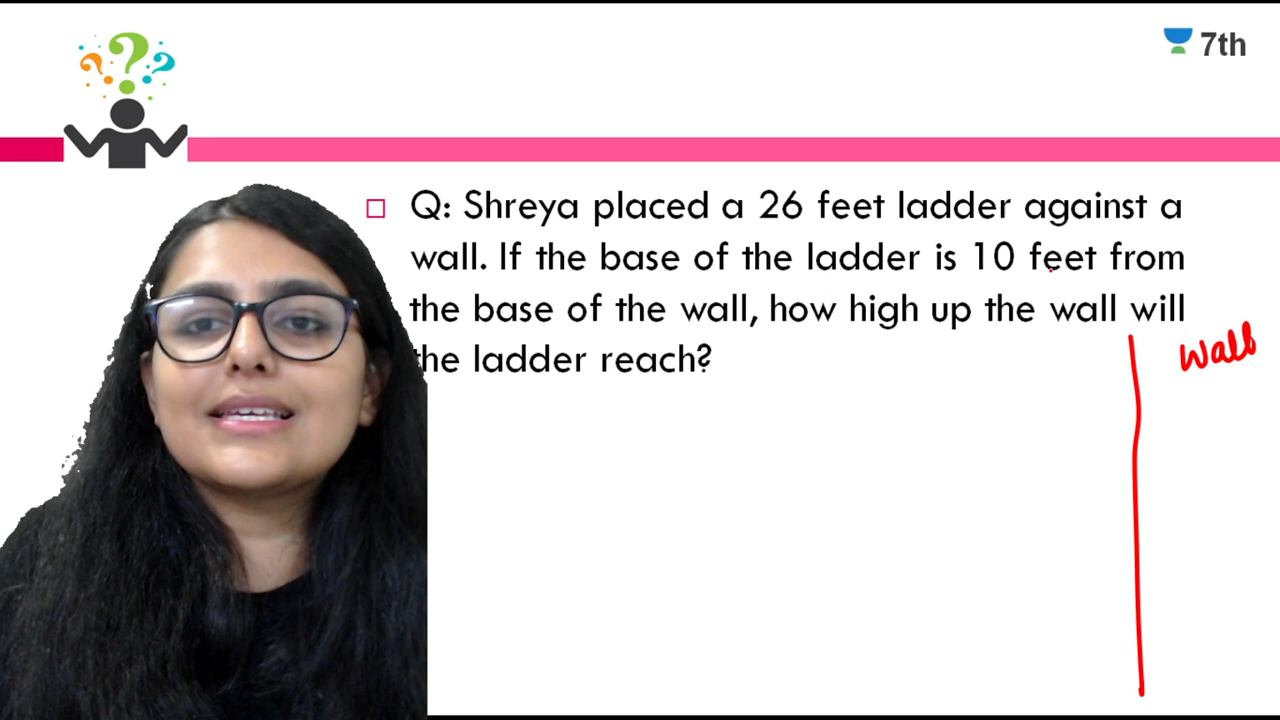 7th
Q: Shreya placed a 26 feet ladder against a
wall. If the base of the ladder is 10 feet from
the base of the wall, how high up the wall will
the ladder reach?
wall